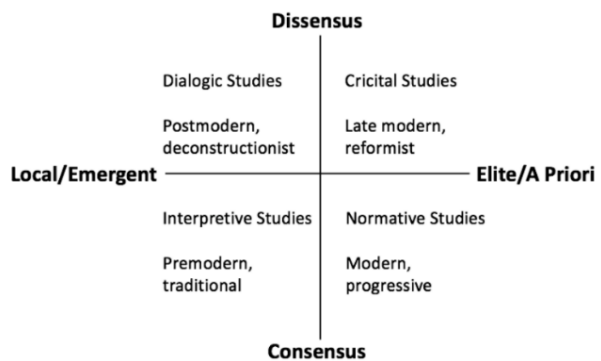 Dissensus
Dialogic Studies
Cricital Studies
Postmodern,
deconstructionist
Late modern,
reformist
Local/Emergent
Elite/A Priori
Interpretive Studies
Normative Studies
Premodern,
traditional
Modern,
progressive
Consensus